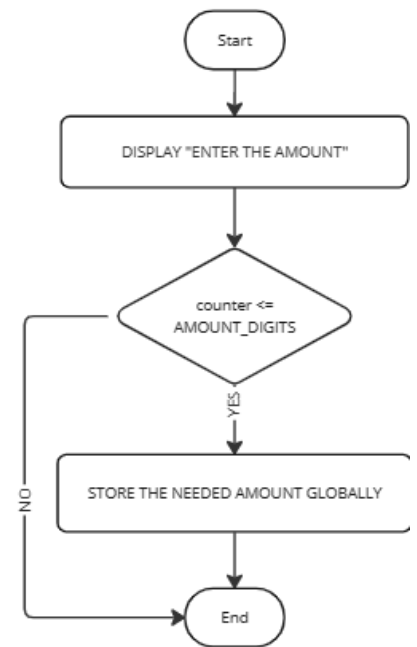 Start
DISPLAY "ENTER THE AMOUNT"
counter <=
AMOUNT_DIGITS
YES
STORE THE NEEDED AMOUNT GLOBALLY
NO
End